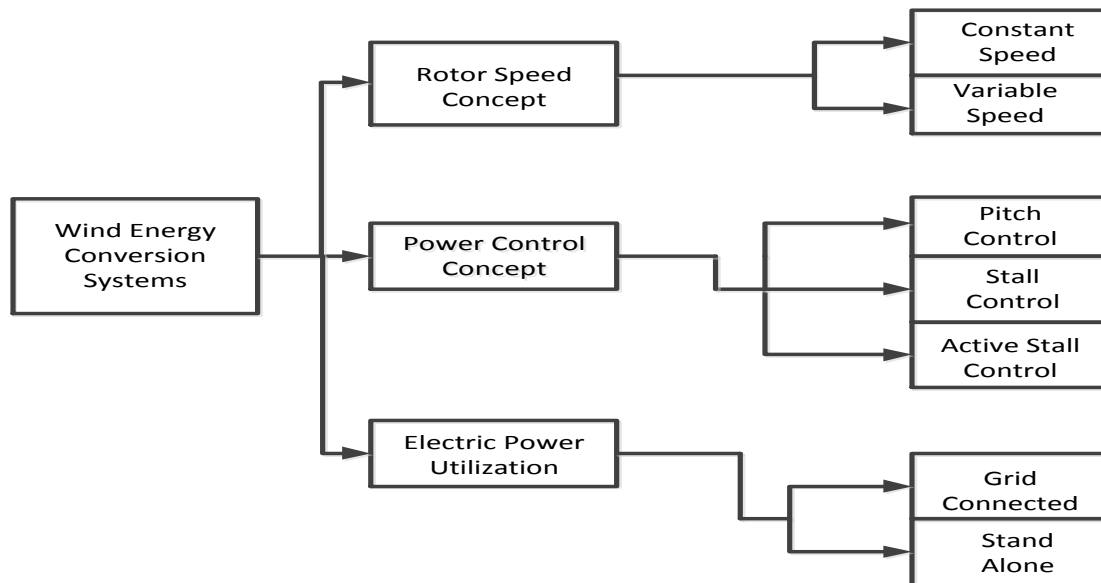 Wind Energy
Conversion
Systems
Rotor Speed
Concept
Constant
Speed
Variable
Speed
Power Control
Concept
Pitch
Control
Stall
Control
Active Stall
Control
Electric Power
Utilization
Grid
Connected
Stand
Alone